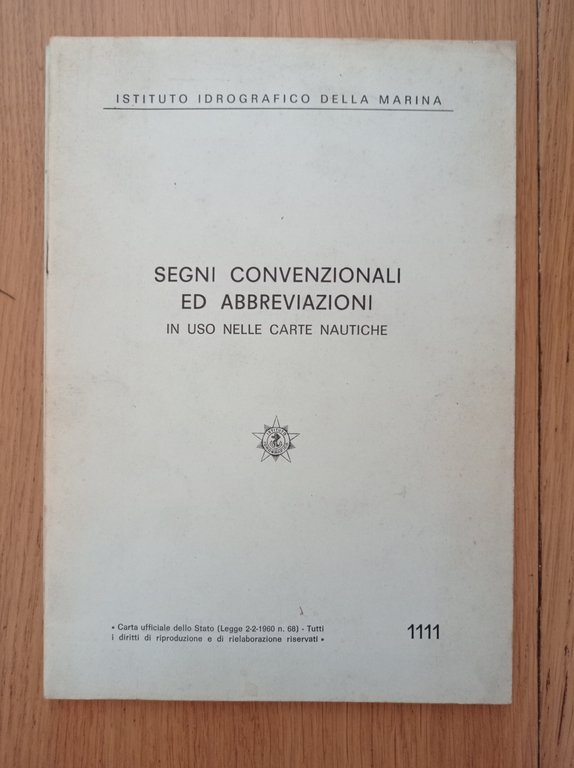 ISTITUTO IDROGRAFICO DELLA MARINA
SEGNI CONVENZIONALI
ED ABBREVIAZIONI
IN USO NELLE CARTE NAUTICHE
« Carta ufficiale dello Stato (Legge 2-2-1960 n. 68) - Tutti
i diritti di riproduzione e di rielaborazione riservati »
1111